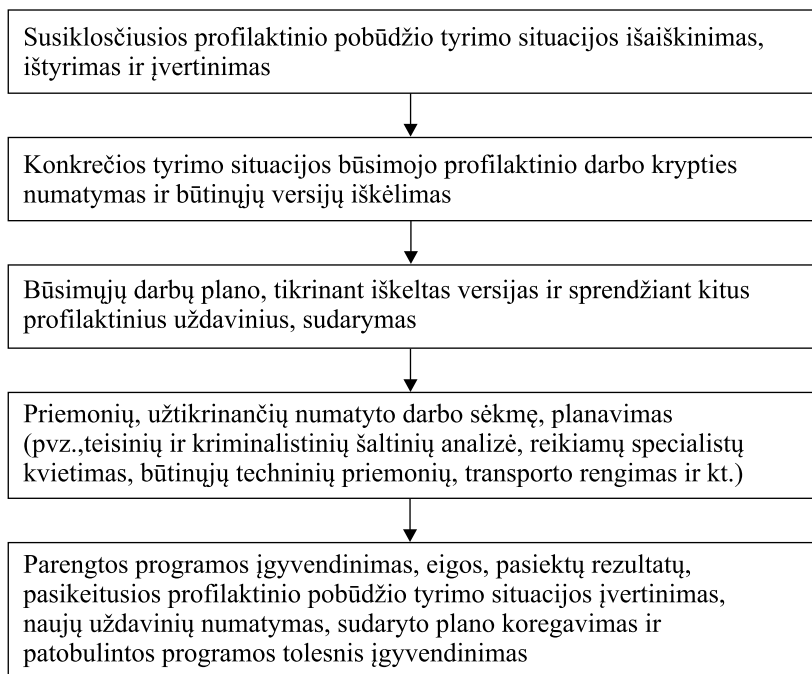 Susiklosčiusios profilaktinio pobūdžio tyrimo situacijos išaiškinimas,
ištyrimas ir įvertinimas
Konkrečios tyrimo situacijos būsimojo profilaktinio darbo krypties
numatymas ir būtinųjų versijų iškėlimas
Būsimųjų darbų plano, tikrinant iškeltas versijas ir sprendžiant kitus
profilaktinius uždavinius, sudarymas
Priemonių, užtikrinančių numatyto darbo sėkmę, planavimas
(pvz.,teisinių ir kriminalistinių šaltinių analizė, reikiamų specialistų
kvietimas, būtinųjų techninių priemonių, transporto rengimas ir kt.)
Parengtos programos įgyvendinimas, eigos, pasiektų rezultatų,
pasikeitusios profilaktinio pobūdžio tyrimo situacijos įvertinimas,
naujų uždavinių numatymas, sudaryto plano koregavimas ir
patobulintos programos tolesnis įgyvendinimas